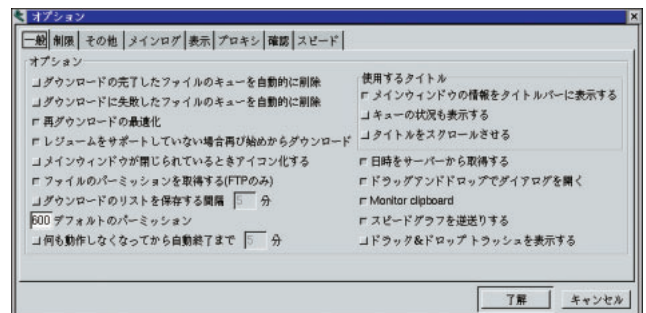 オプション
一般 制限 その他 メインログ 表示 プロキシ 確認 スピード
オプション
ダウンロードの完了したファイルのキューを自動的に削除
ダウンロードに失敗したファイルのキューを自動的に削除
再ダウンロードの最適化
レジュームをサポートしていない場合再び始めからダウンロード
メインウィンドウが閉じられているときアイコン化する
ファイルのパーミッションを取得する(FTPのみ)
ダウンロードのリストを保存する間隔 5 分
600 デフォルトのパーミッション
何も動作しなくなってから自動終了まで 5 分
使用するタイトル
メインウィンドウの情報をタイトルバーに表示する
キューの状況も表示する
タイトルをスクロールさせる
日時をサーバーから取得する
ドラッグアンドドロップでダイアログを開く
Monitor clipboard
スピードグラフを逆送りする
ドラック&ドロップ トラッシュを表示する
了解 キャンセル